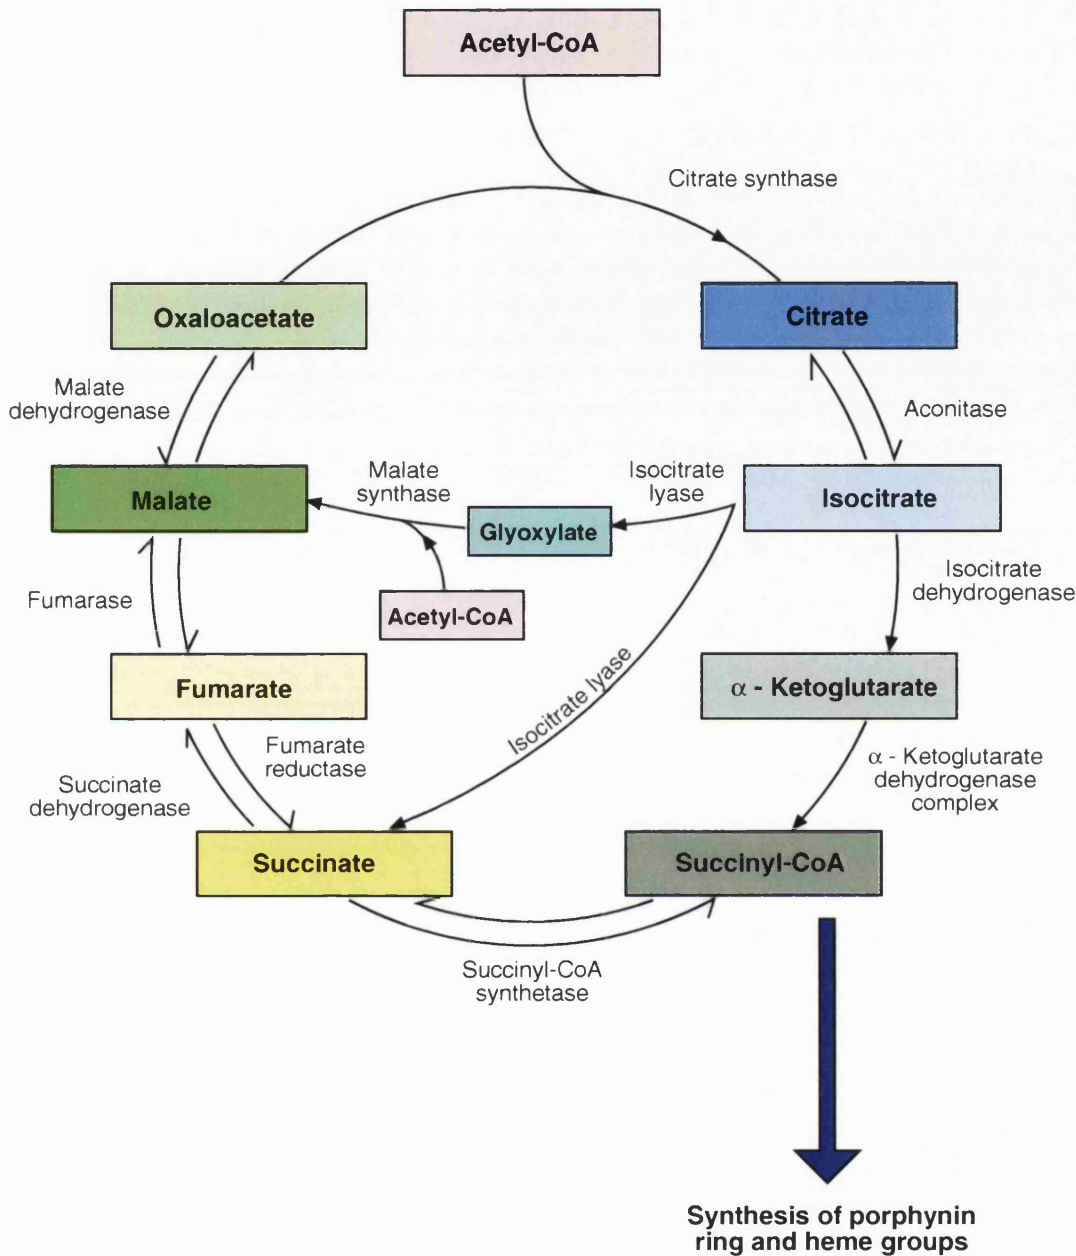 Acetyl-CoA
Citrate synthase
Oxaloacetate
Citrate
Malate
dehydrogenase
Aconitase
Malate
synthase
Isocitrate
lyase
Malate
Glyoxylate
Isocitrate
Isocitrate
dehydrogenase
Fumarase
Acetyl-CoA
Isocitrate lyase
Fumarate
α - Ketoglutarate
Fumarate
reductase
α - Ketoglutarate
dehydrogenase
complex
Succinate
dehydrogenase
Succinate
Succinyl-CoA
Succinyl-CoA
synthetase
Synthesis of porphynin
ring and heme groups